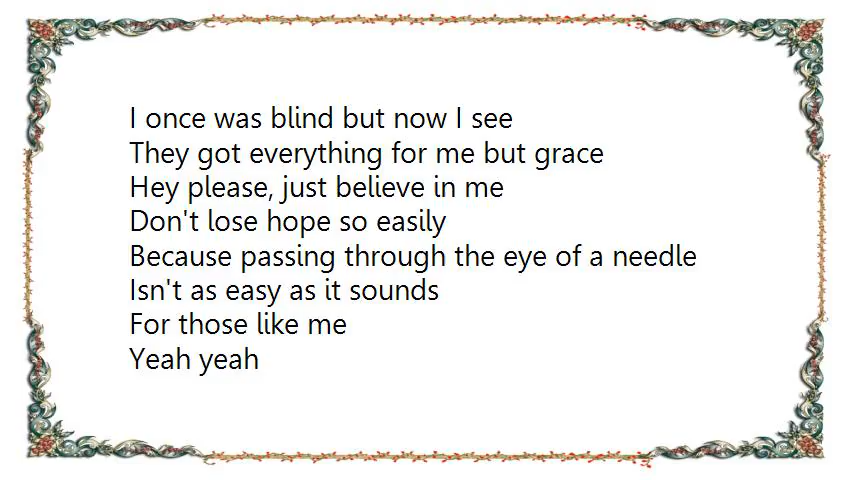 I once was blind but now I see
They got everything for me but grace
Hey please, just believe in me
Don't lose hope so easily
Because passing through the eye of a needle
Isn't as easy as it sounds
For those like me
Yeah yeah